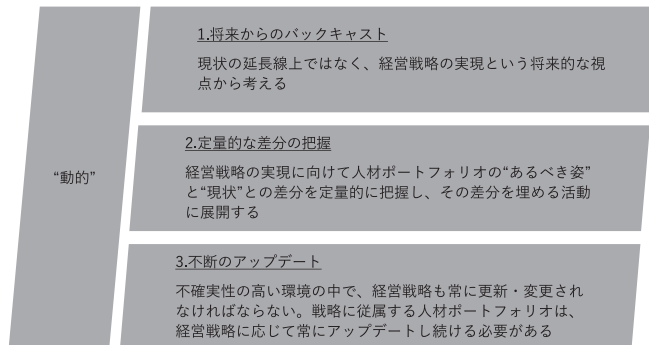 “動的”
1.将来からのバックキャスト
現状の延長線上ではなく、経営戦略の実現という将来的な視
点から考える
2.定量的な差分の把握
経営戦略の実現に向けて人材ポートフォリオの“あるべき姿”
と“現状”との差分を定量的に把握し、その差分を埋める活動
に展開する
3.不断のアップデート
不確実性の高い環境の中で、経営戦略も常に更新・変更され
なければならない。戦略に従属する人材ポートフォリオは、
経営戦略に応じて常にアップデートし続ける必要がある